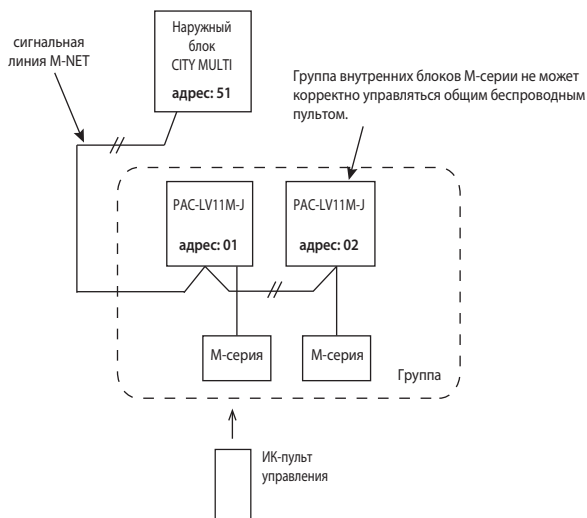 сигнальная
линия M-NET
Наружный
блок
CITY MULTI
адрес: 51
Группа внутренних блоков М-серии не может
корректно управляться общим беспроводным
пультом.
PAC-LV11M-J
адрес: 01
PAC-LV11M-J
адрес: 02
М-серия
М-серия
Группа
ИК-пульт
управления